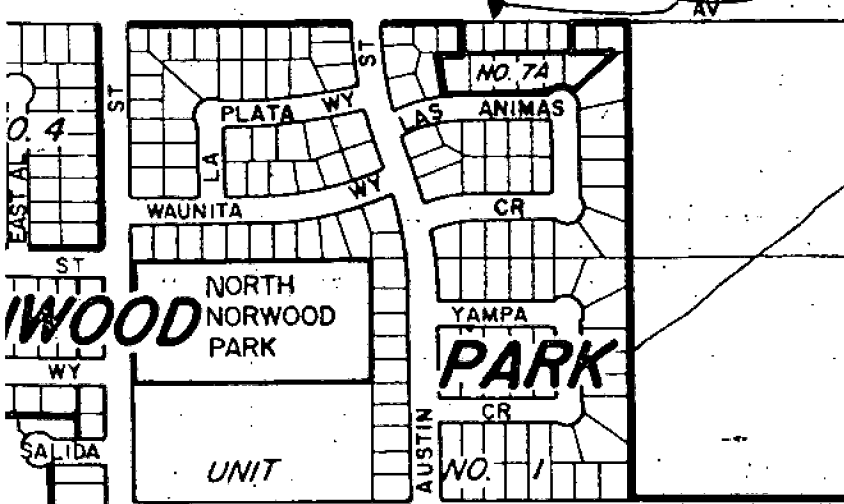 AV
ST
ST
NO. 7A
PLATA WY
LAS ANIMAS
O. 4
LA
EAST AL
WAUNITA WY
CR
ST
NORTH
NORWOOD
PARK
WOOD
YAMPA
PARK
WY
CR
SALIDA
AUSTIN
UNIT
NO. 1